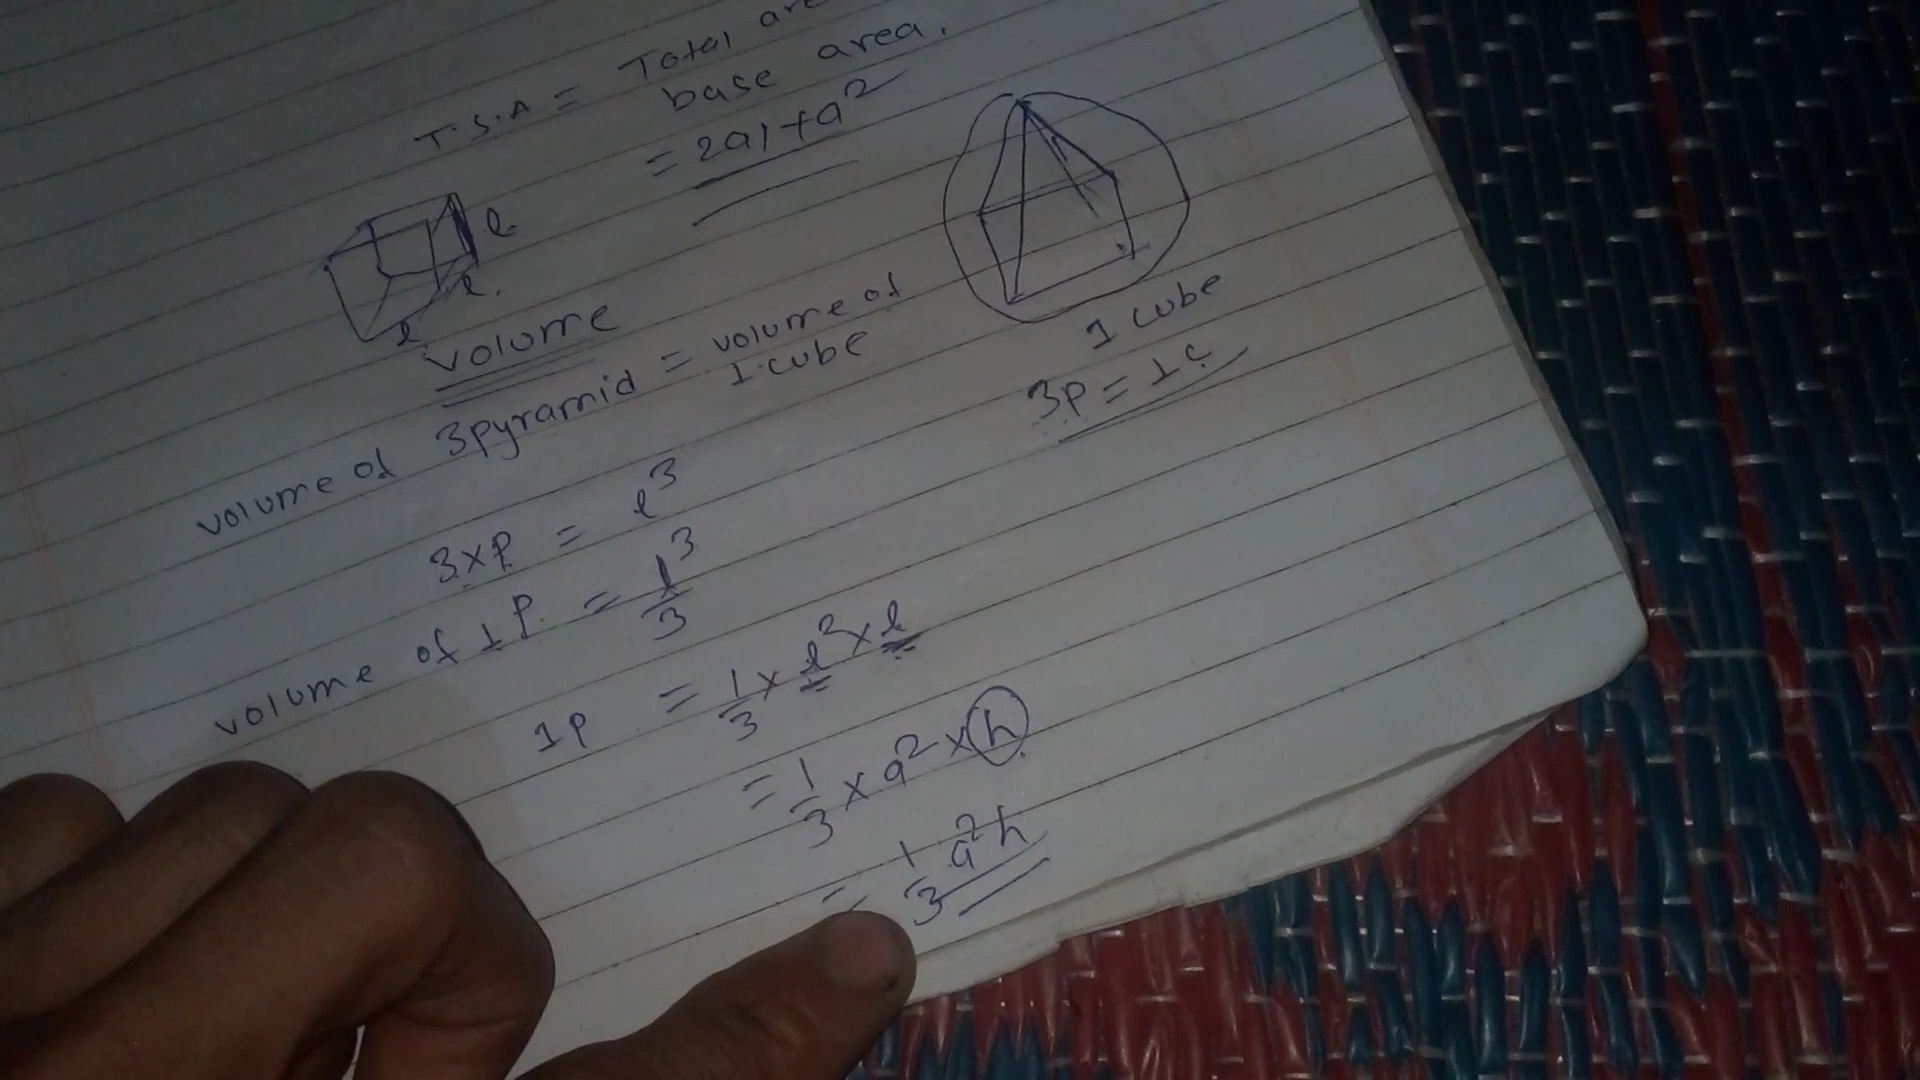 T.S.A = Total
base area.
= 2al+a²
l
l.
l
volume
volume of 3pyramid = volume of
1.cube
1 cube
3p = 1c
3×p = l³
volume of 1 p. = l³/3
1p = 1/3 × l² × l
= 1/3 × a² × h
= 1/3 a²h